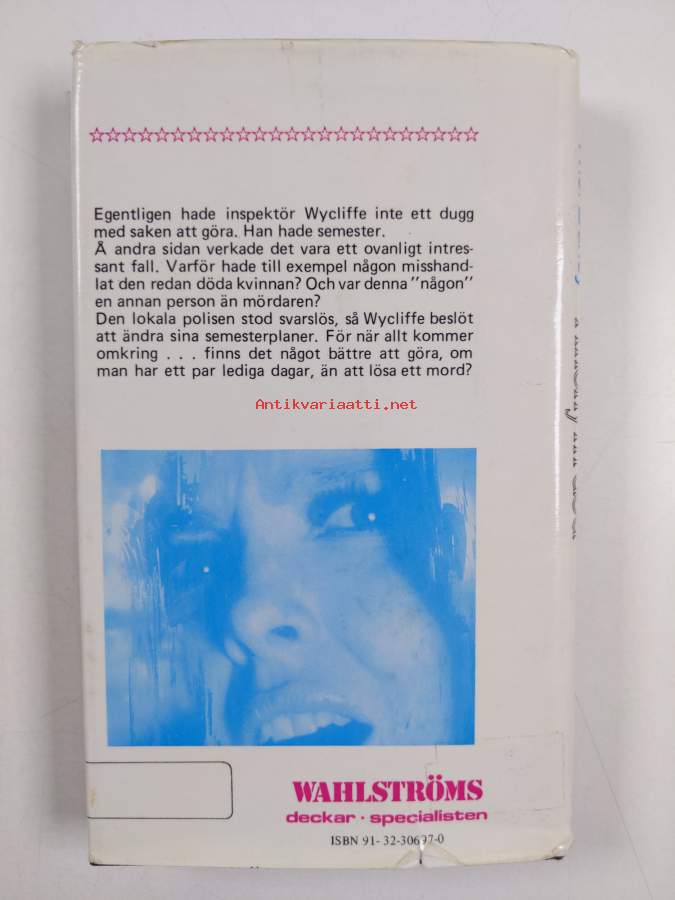 Egentligen hade inspektör Wycliffe inte ett dugg
med saken att göra. Han hade semester.
Å andra sidan verkade det vara ett ovanligt intres-
sant fall. Varför hade till exempel någon misshand-
lat den redan döda kvinnan? Och var denna "någon"
en annan person än mördaren?
Den lokala polisen stod svarslös, så Wycliffe beslöt
att ändra sina semesterplaner. För när allt kommer
omkring . . . finns det något bättre att göra, om
man har ett par lediga dagar, än att lösa ett mord?
Antikvariaatti.net
WAHLSTRÖMS
deckar · specialisten
ISBN 91- 32-30697-0